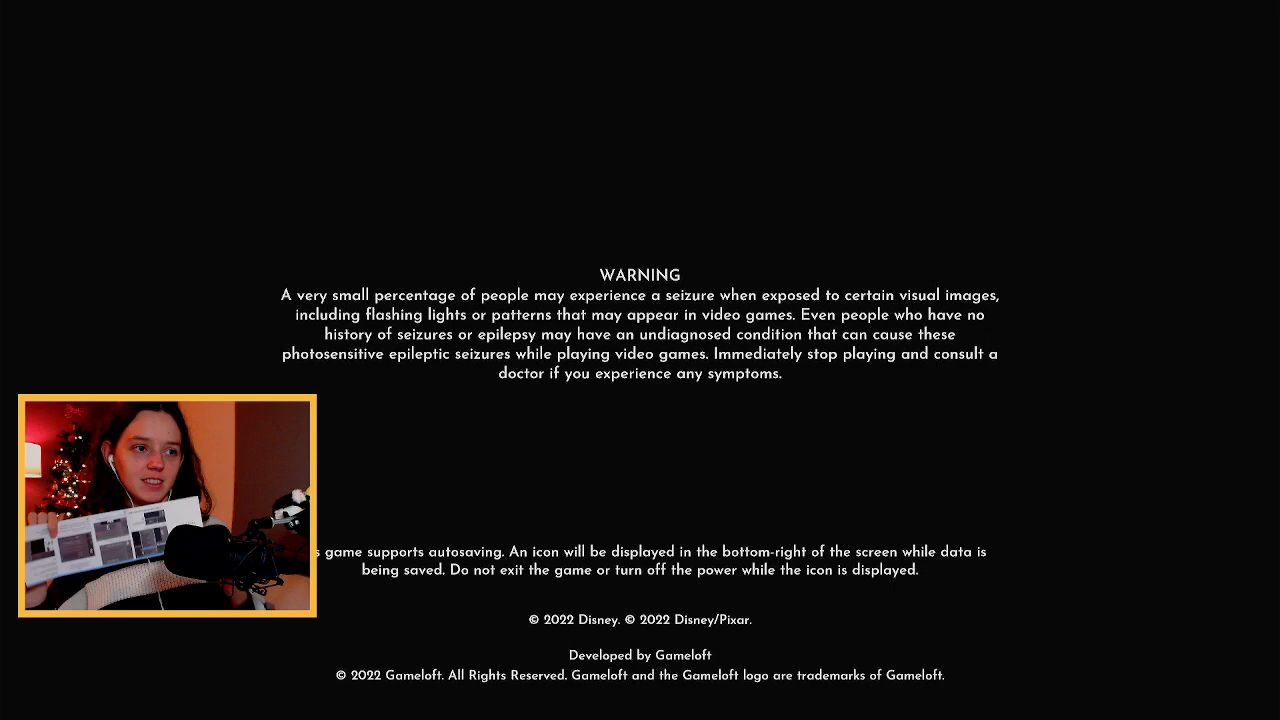 WARNING
A very small percentage of people may experience a seizure when exposed to certain visual images,
including flashing lights or patterns that may appear in video games. Even people who have no
history of seizures or epilepsy may have an undiagnosed condition that can cause these
photosensitive epileptic seizures while playing video games. Immediately stop playing and consult a
doctor if you experience any symptoms.
game supports autosaving. An icon will be displayed in the bottom-right of the screen while data is
being saved. Do not exit the game or turn off the power while the icon is displayed.
© 2022 Disney. © 2022 Disney/Pixar.
Developed by Gameloft
© 2022 Gameloft. All Rights Reserved. Gameloft and the Gameloft logo are trademarks of Gameloft.